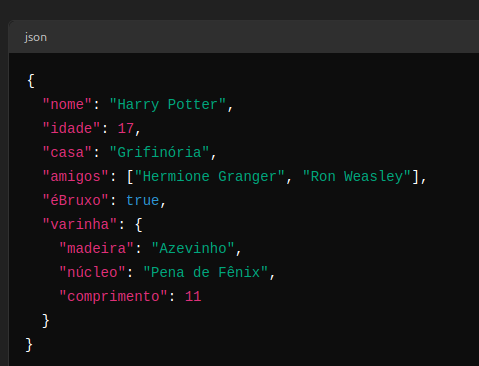 json
{
"nome": "Harry Potter",
"idade": 17,
"casa": "Grifinória",
"amigos": ["Hermione Granger", "Ron Weasley"],
"éBruxo": true,
"varinha": {
"madeira": "Azevinho",
"núcleo": "Pena de Fênix",
"comprimento": 11
}
}